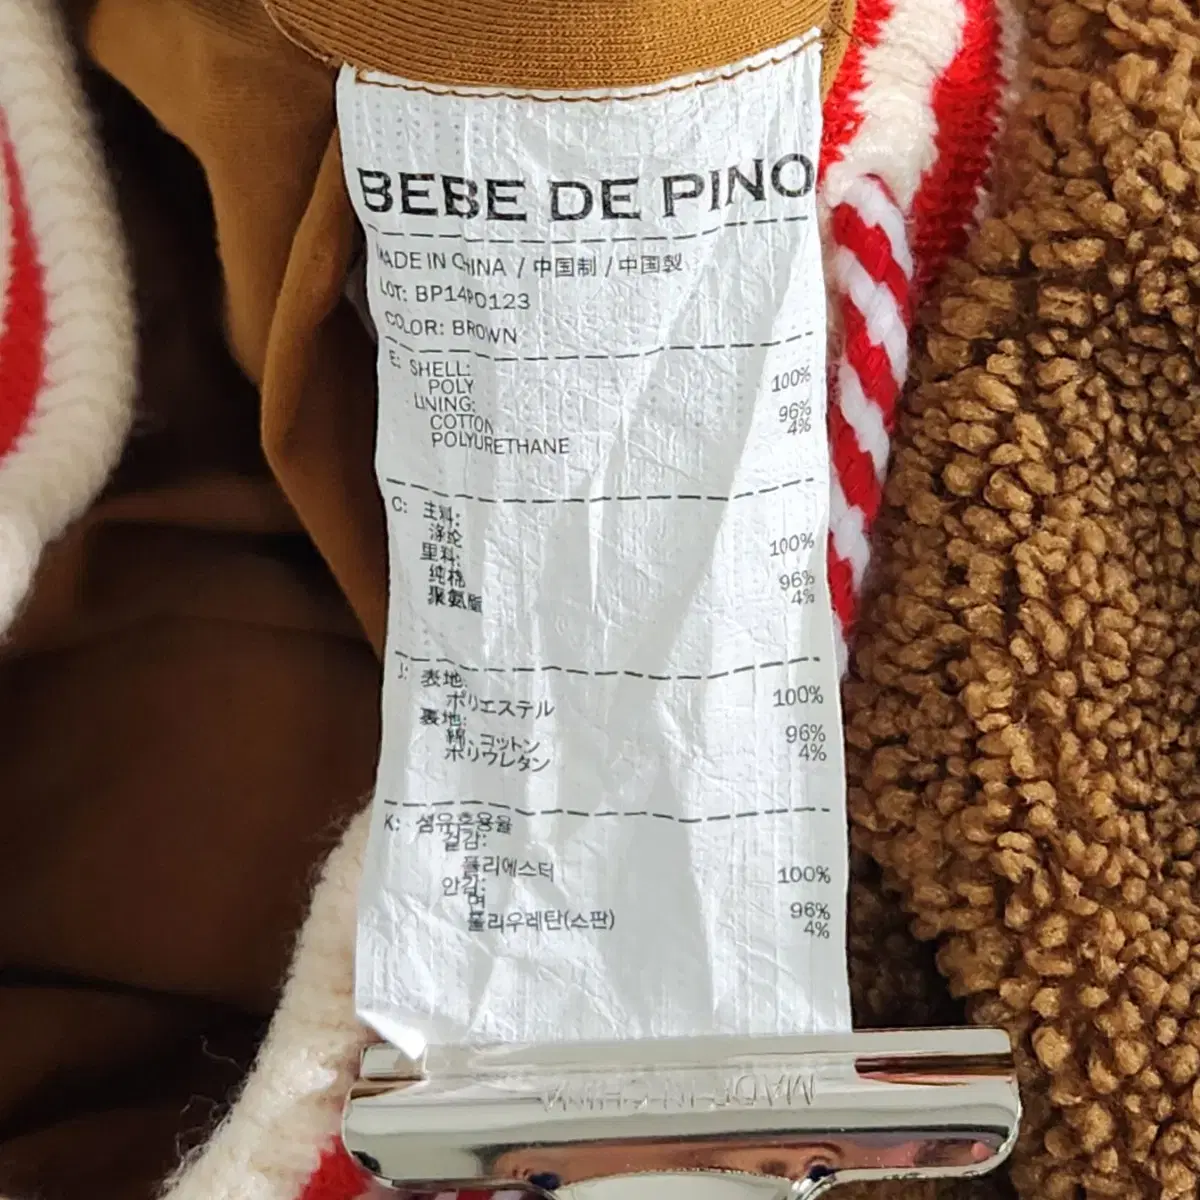 BEBE DE PINO
MADE IN CHINA / 中国制 / 中国製
LOT: BP14PD123
COLOR: BROWN
E: SHELL:
POLY 100%
LINING:
COTTON 96%
POLYURETHANE 4%
C: 主料:
涤纶 100%
里料:
纯棉 96%
聚氨脂 4%
J: 表地:
ポリエステル 100%
裏地:
綿、コットン 96%
ポリウレタン 4%
K: 섬유혼용율
겉감:
폴리에스터 100%
안감:
면 96%
폴리우레탄(스판) 4%
MADE IN CHINA